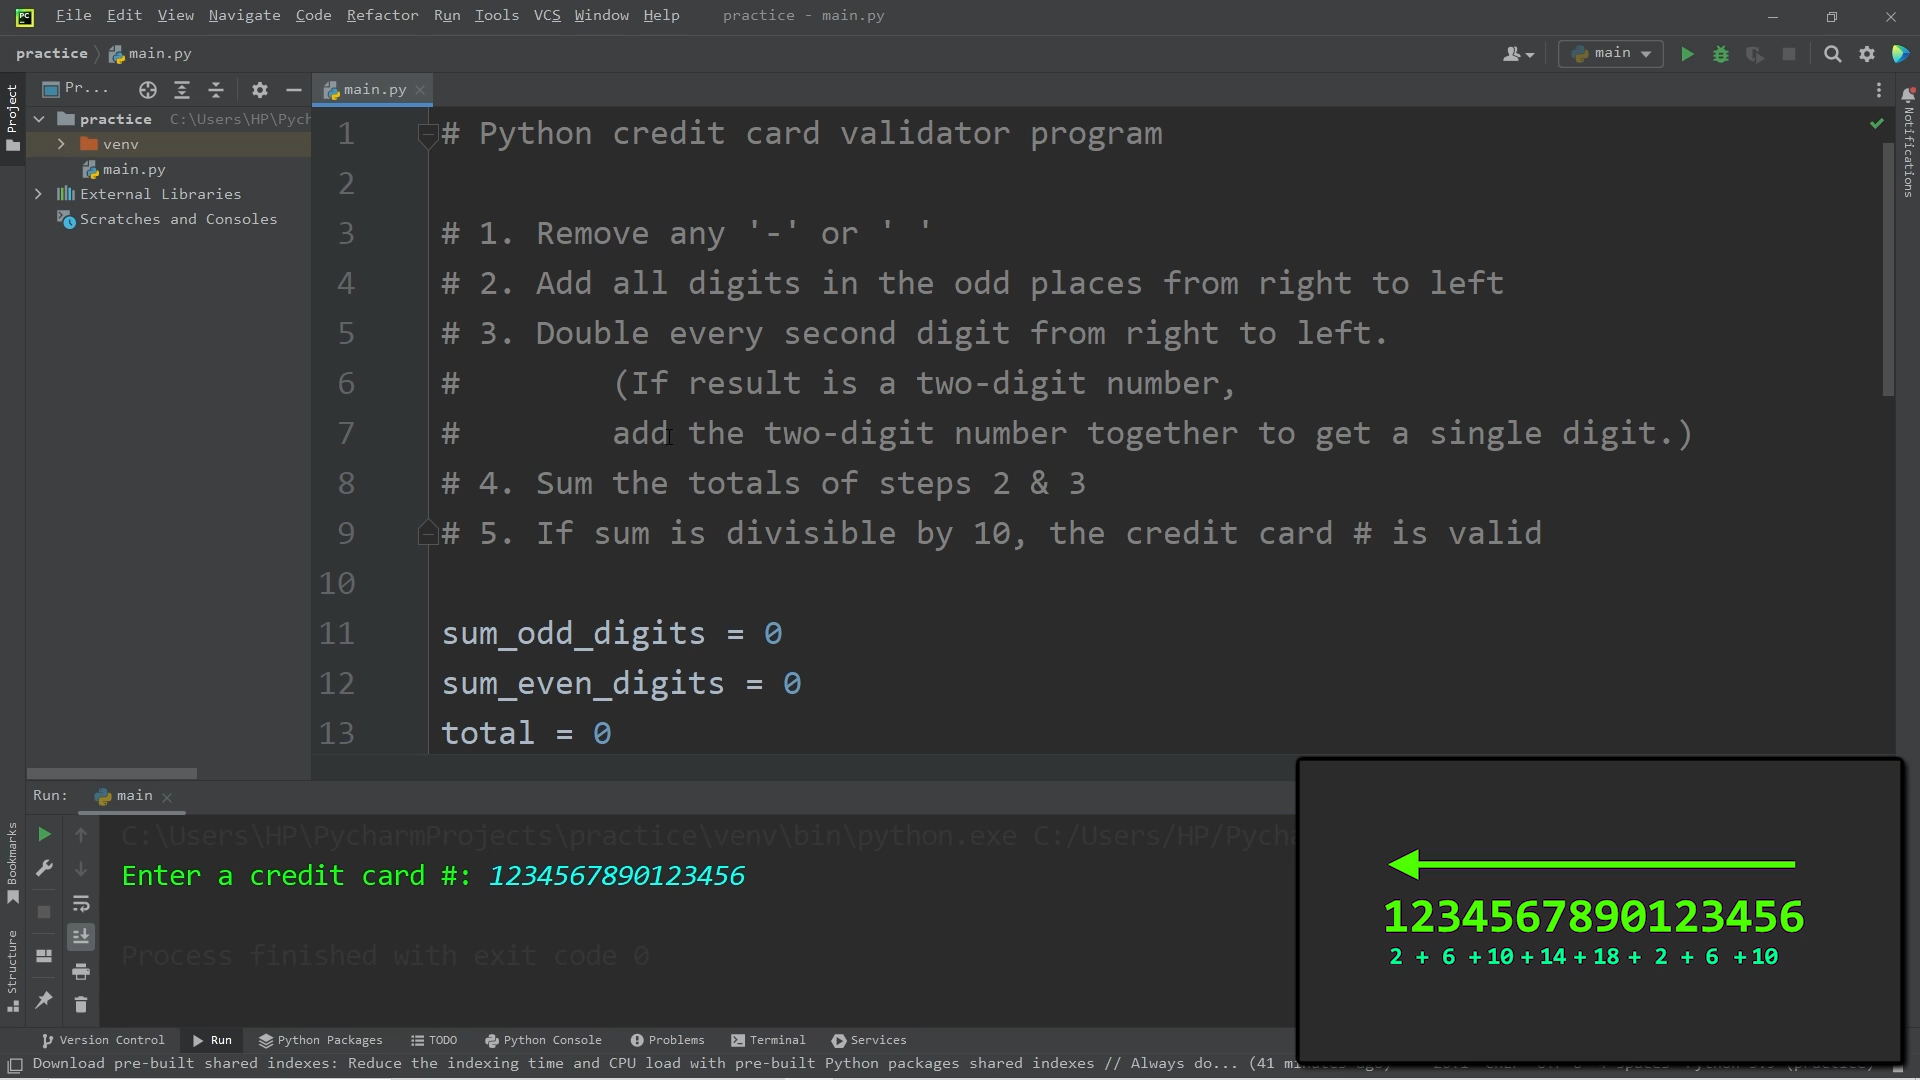 File Edit View Navigate Code Refactor Run Tools VCS Window Help practice - main.py
practice main.py main
Pr... main.py
Project
Notifications
practice C:\Users\HP\Pych
venv
main.py
External Libraries
Scratches and Consoles
1 # Python credit card validator program
2
3 # 1. Remove any '-' or ' '
4 # 2. Add all digits in the odd places from right to left
5 # 3. Double every second digit from right to left.
6 # (If result is a two-digit number,
7 # add the two-digit number together to get a single digit.)
8 # 4. Sum the totals of steps 2 & 3
9 # 5. If sum is divisible by 10, the credit card # is valid
10
11 sum_odd_digits = 0
12 sum_even_digits = 0
13 total = 0
Run: main
Bookmarks
Structure
C:\Users\HP\PycharmProjects\practice\venv\bin\python.exe C:/Users/HP/Pycha
Enter a credit card #: 1234567890123456
Process finished with exit code 0
1234567890123456
2 + 6 +10+14+18+ 2 + 6 +10
Version Control Run Python Packages TODO Python Console Problems Terminal Services
Download pre-built shared indexes: Reduce the indexing time and CPU load with pre-built Python packages shared indexes // Always do... (41 minutes ago)